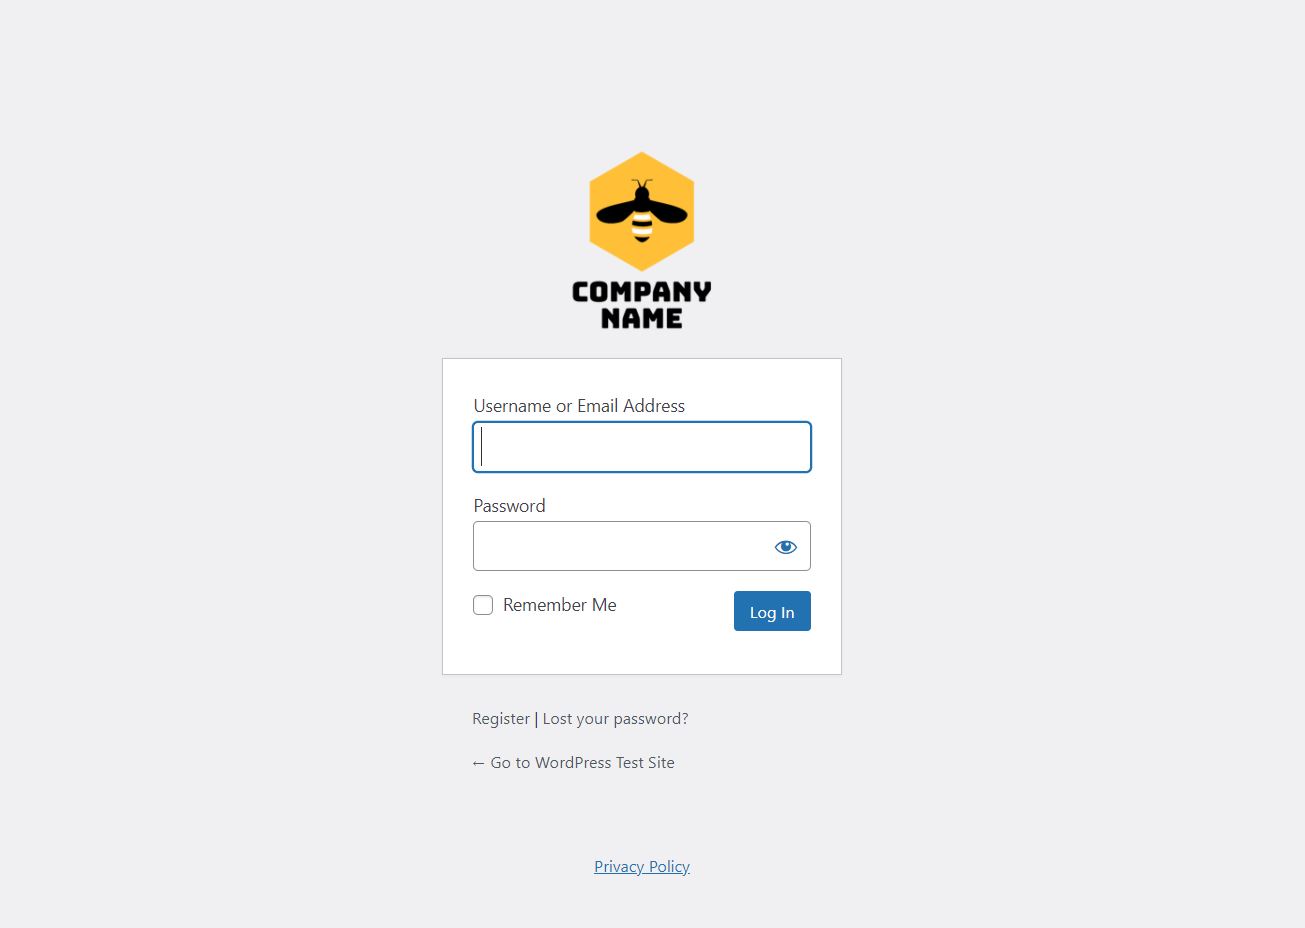 COMPANY
NAME
Username or Email Address
Password
Remember Me
Log In
Register | Lost your password?
← Go to WordPress Test Site
Privacy Policy